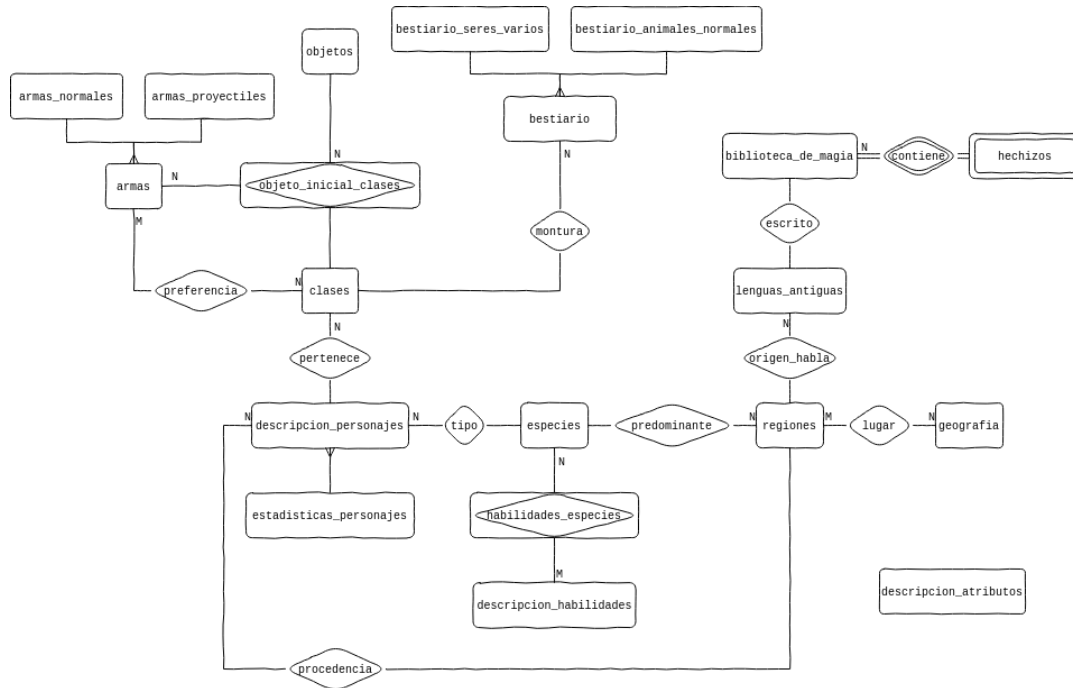 bestiario_seres_varios
bestiario_animales_normales
objetos
armas_normales
armas_proyectiles
bestiario
biblioteca_de_magia
N
contiene
hechizos
N
N
armas
N
objeto_inicial_clases
M
escrito
montura
preferencia
N
clases
lenguas_antiguas
N
N
pertenece
origen_habla
N
descripcion_personajes
N
tipo
especies
predominante
N
regiones
M
lugar
N
geografia
N
estadisticas_personajes
habilidades_especies
M
descripcion_habilidades
descripcion_atributos
procedencia